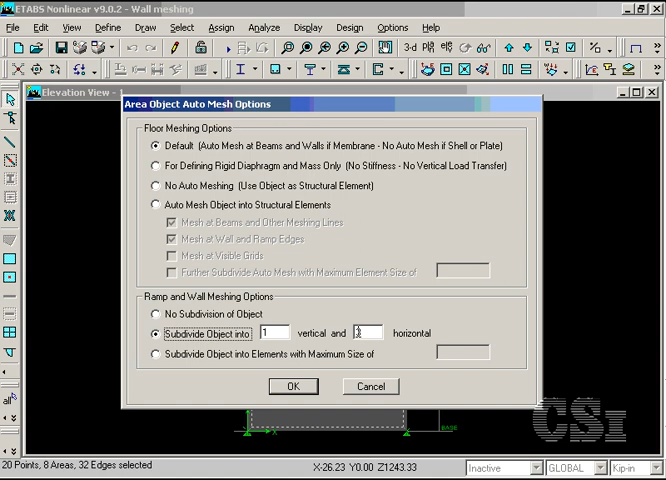 ETABS Nonlinear v9.0.2 - Wall meshing
File Edit View Define Draw Select Assign Analyze Display Design Options Help
3-d
Elevation View - 1
Area Object Auto Mesh Options
Floor Meshing Options
Default (Auto Mesh at Beams and Walls if Membrane - No Auto Mesh if Shell or Plate)
For Defining Rigid Diaphragm and Mass Only (No Stiffness - No Vertical Load Transfer)
No Auto Meshing (Use Object as Structural Element)
Auto Mesh Object into Structural Elements
Mesh at Beams and Other Meshing Lines
Mesh at Wall and Ramp Edges
Mesh at Visible Grids
Further Subdivide Auto Mesh with Maximum Element Size of
Ramp and Wall Meshing Options
No Subdivision of Object
Subdivide Object into 1 vertical and horizontal
Subdivide Object into Elements with Maximum Size of
OK Cancel
all
X
BASE
CSI
20 Points, 8 Areas, 32 Edges selected X-26.23 Y0.00 Z1243.33 Inactive GLOBAL Kip-in